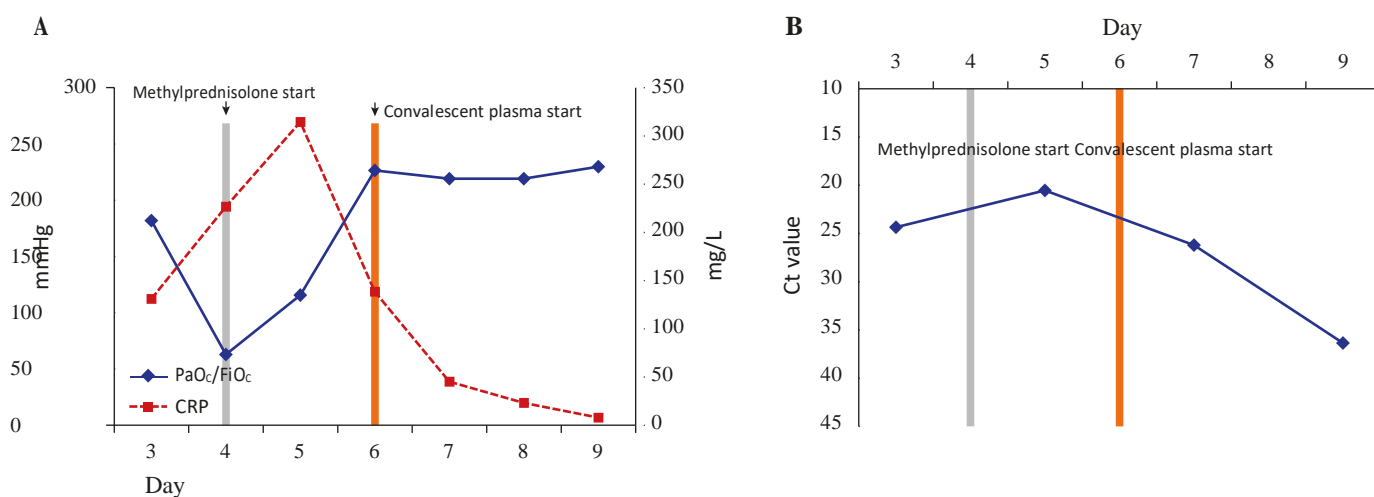 A
Methylprednisolone start
Convalescent plasma start
300
250
200
150
100
50
0
mmHg
350
300
250
200
150
100
50
0
mg/L
PaOc/FiOc
CRP
3 4 5 6 7 8 9
Day
B
Day
3 4 5 6 7 8 9
10
15
20
25
30
35
40
45
Ct value
Methylprednisolone start Convalescent plasma start